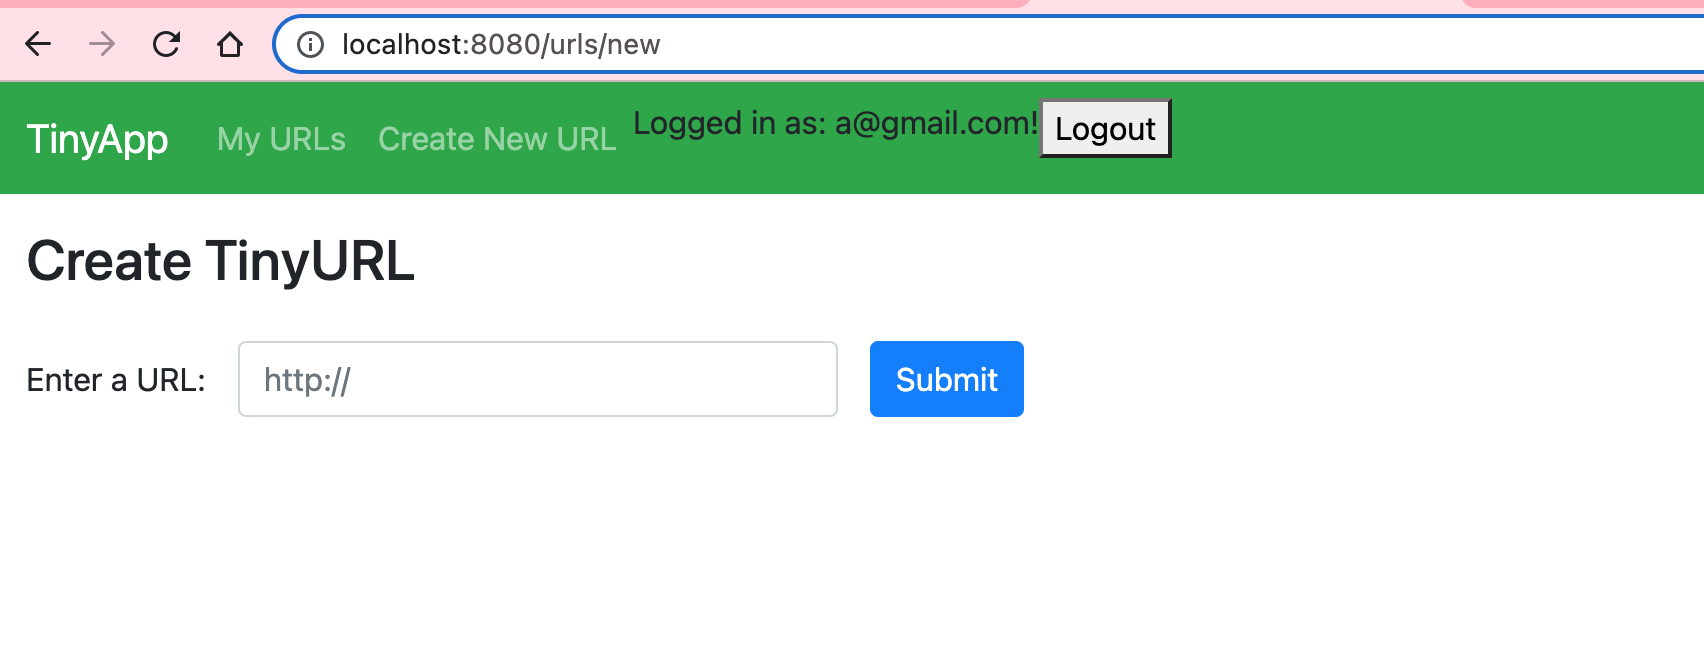 localhost:8080/urls/new
TinyApp My URLs Create New URL Logged in as: a@gmail.com! Logout
Create TinyURL
Enter a URL: http:// Submit